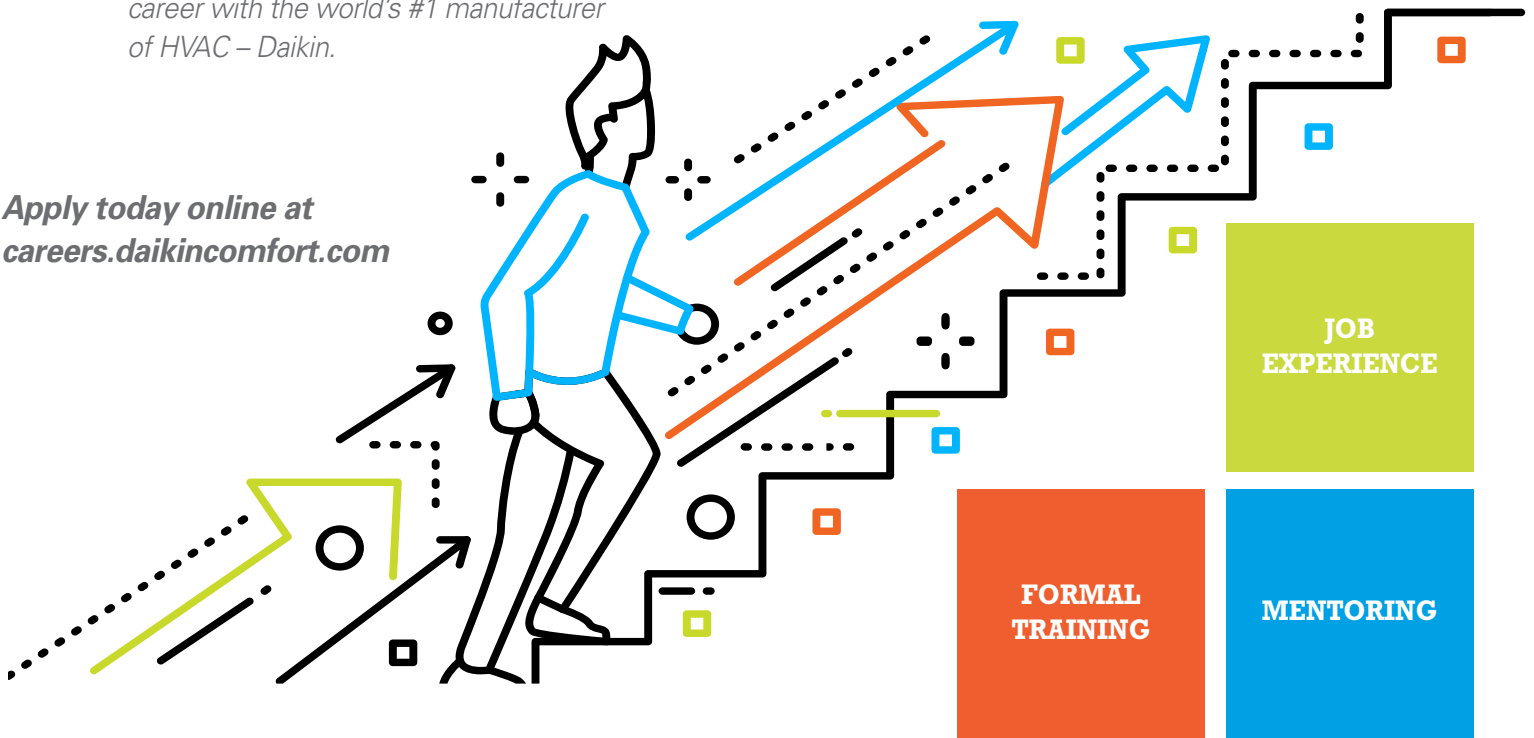 career with the world's #1 manufacturer
of HVAC – Daikin.
Apply today online at
careers.daikincomfort.com
JOB
EXPERIENCE
FORMAL
TRAINING
MENTORING